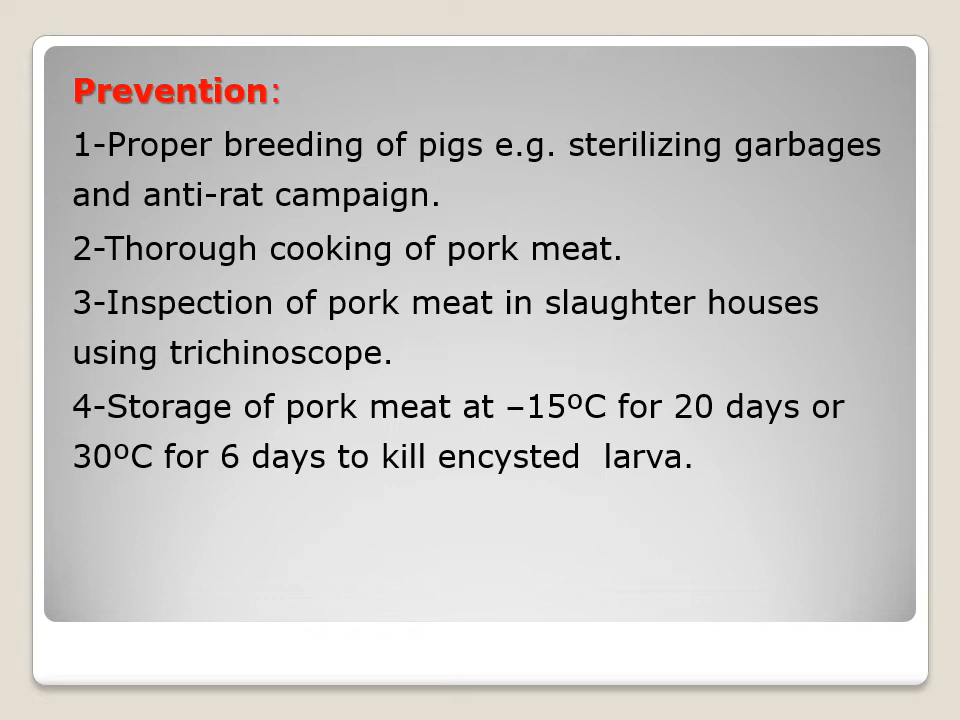 Prevention:
1-Proper breeding of pigs e.g. sterilizing garbages
and anti-rat campaign.
2-Thorough cooking of pork meat.
3-Inspection of pork meat in slaughter houses
using trichinoscope.
4-Storage of pork meat at –15ºC for 20 days or
30ºC for 6 days to kill encysted  larva.